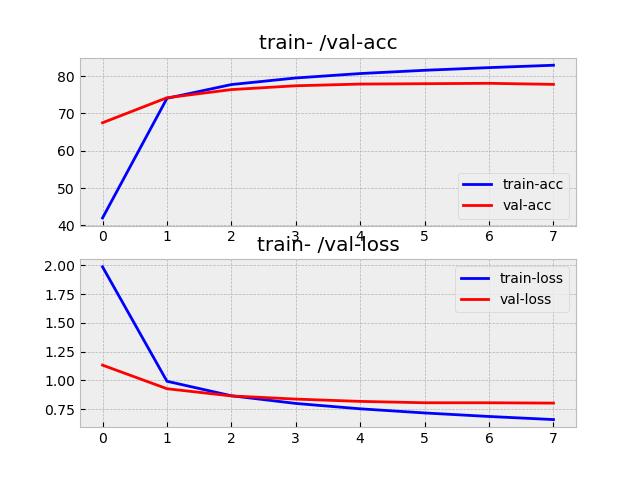 train- /val-acc
80
70
60
50
40
train-acc
val-acc
0 1 2 3 4 5 6 7
train- /val-loss
2.00
1.75
1.50
1.25
1.00
0.75
train-loss
val-loss
0 1 2 3 4 5 6 7